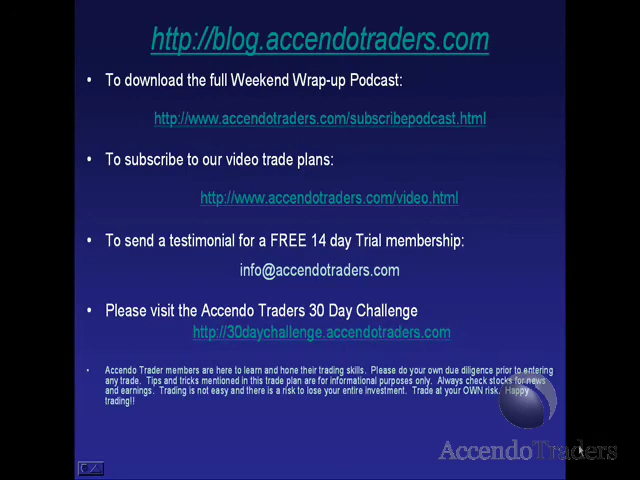 http://blog.accendotraders.com
• To download the full Weekend Wrap-up Podcast:
http://www.accendotraders.com/subscribepodcast.html
• To subscribe to our video trade plans:
http://www.accendotraders.com/video.html
• To send a testimonial for a FREE 14 day Trial membership:
info@accendotraders.com
• Please visit the Accendo Traders 30 Day Challenge
http://30daychallenge.accendotraders.com
• Accendo Trader members are here to learn and hone their trading skills. Please do your own due diligence prior to entering
any trade. Tips and tricks mentioned in this trade plan are for informational purposes only. Always check stocks for news
and earnings. Trading is not easy and there is a risk to lose your entire investment. Trade at your OWN risk. Happy
trading!!
AccendoTraders